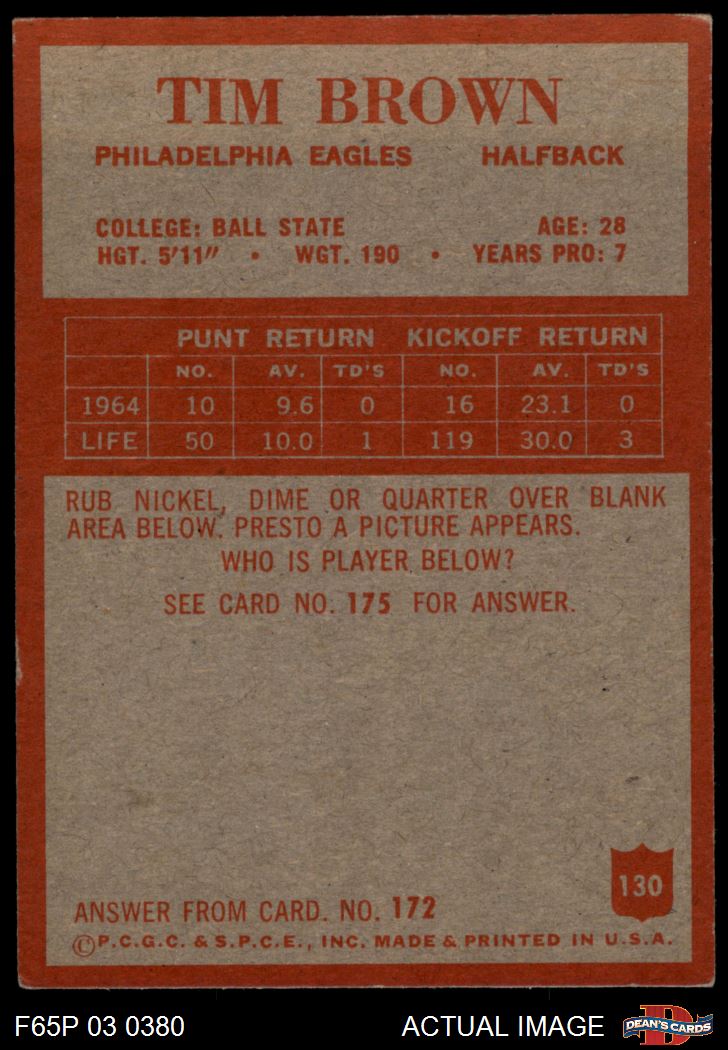 TIM BROWN
PHILADELPHIA EAGLES HALFBACK
COLLEGE: BALL STATE AGE: 28
HGT. 5'11" • WGT. 190 • YEARS PRO: 7
PUNT RETURN KICKOFF RETURN
NO. AV. TD'S NO. AV. TD'S
1964 10 9.6 0 16 23.1 0
LIFE 50 10.0 1 119 30.0 3
RUB NICKEL, DIME OR QUARTER OVER BLANK
AREA BELOW. PRESTO A PICTURE APPEARS.
WHO IS PLAYER BELOW?
SEE CARD NO. 175 FOR ANSWER.
130
ANSWER FROM CARD. NO. 172
©P.C.G.C. & S.P.C.E., INC. MADE & PRINTED IN U.S.A.
F65P 03 0380 ACTUAL IMAGE D DEAN'S CARDS